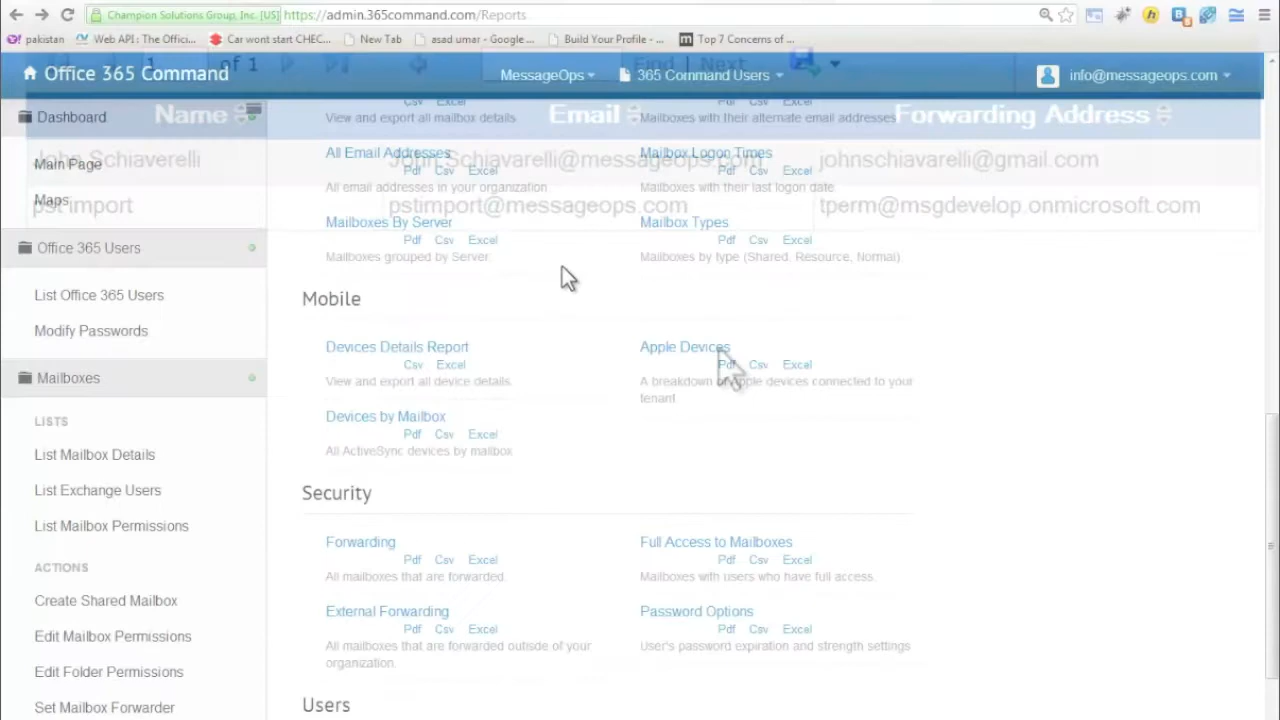 Champion Solutions Group, Inc. [US] https://admin.365command.com/Reports
pakistan Web API : The Offici... Car wont start CHEC... New Tab asad umar - Google ... Build Your Profile - ... Top 7 Concerns of ...
1 of 1 Find | Next
Office 365 Command MessageOps 365 Command Users info@messageops.com
Name Email Forwarding Address
John Schiaverelli John.Schiavarelli@messageops.com johnschiavarelli@gmail.com
pst import pstimport@messageops.com tperm@msgdevelop.onmicrosoft.com
Dashboard
Main Page
Maps
Office 365 Users
List Office 365 Users
Modify Passwords
Mailboxes
LISTS
List Mailbox Details
List Exchange Users
List Mailbox Permissions
ACTIONS
Create Shared Mailbox
Edit Mailbox Permissions
Edit Folder Permissions
Set Mailbox Forwarder
Csv Excel
View and export all mailbox details
Csv Excel
Mailboxes with their alternate email addresses
All Email Addresses
Pdf Csv Excel
All email addresses in your organization
Mailbox Logon Times
Pdf Csv Excel
Mailboxes with their last logon date
Mailboxes By Server
Pdf Csv Excel
Mailboxes grouped by Server
Mailbox Types
Pdf Csv Excel
Mailboxes by type (Shared, Resource, Normal)
Mobile
Devices Details Report
Csv Excel
View and export all device details.
Apple Devices
Pdf Csv Excel
A breakdown of Apple devices connected to your
tenant
Devices by Mailbox
Pdf Csv Excel
All ActiveSync devices by mailbox
Security
Forwarding
Pdf Csv Excel
All mailboxes that are forwarded.
Full Access to Mailboxes
Pdf Csv Excel
Mailboxes with users who have full access.
External Forwarding
Pdf Csv Excel
All mailboxes that are forwarded outside of your
organization.
Password Options
Pdf Csv Excel
User's password expiration and strength settings
Users